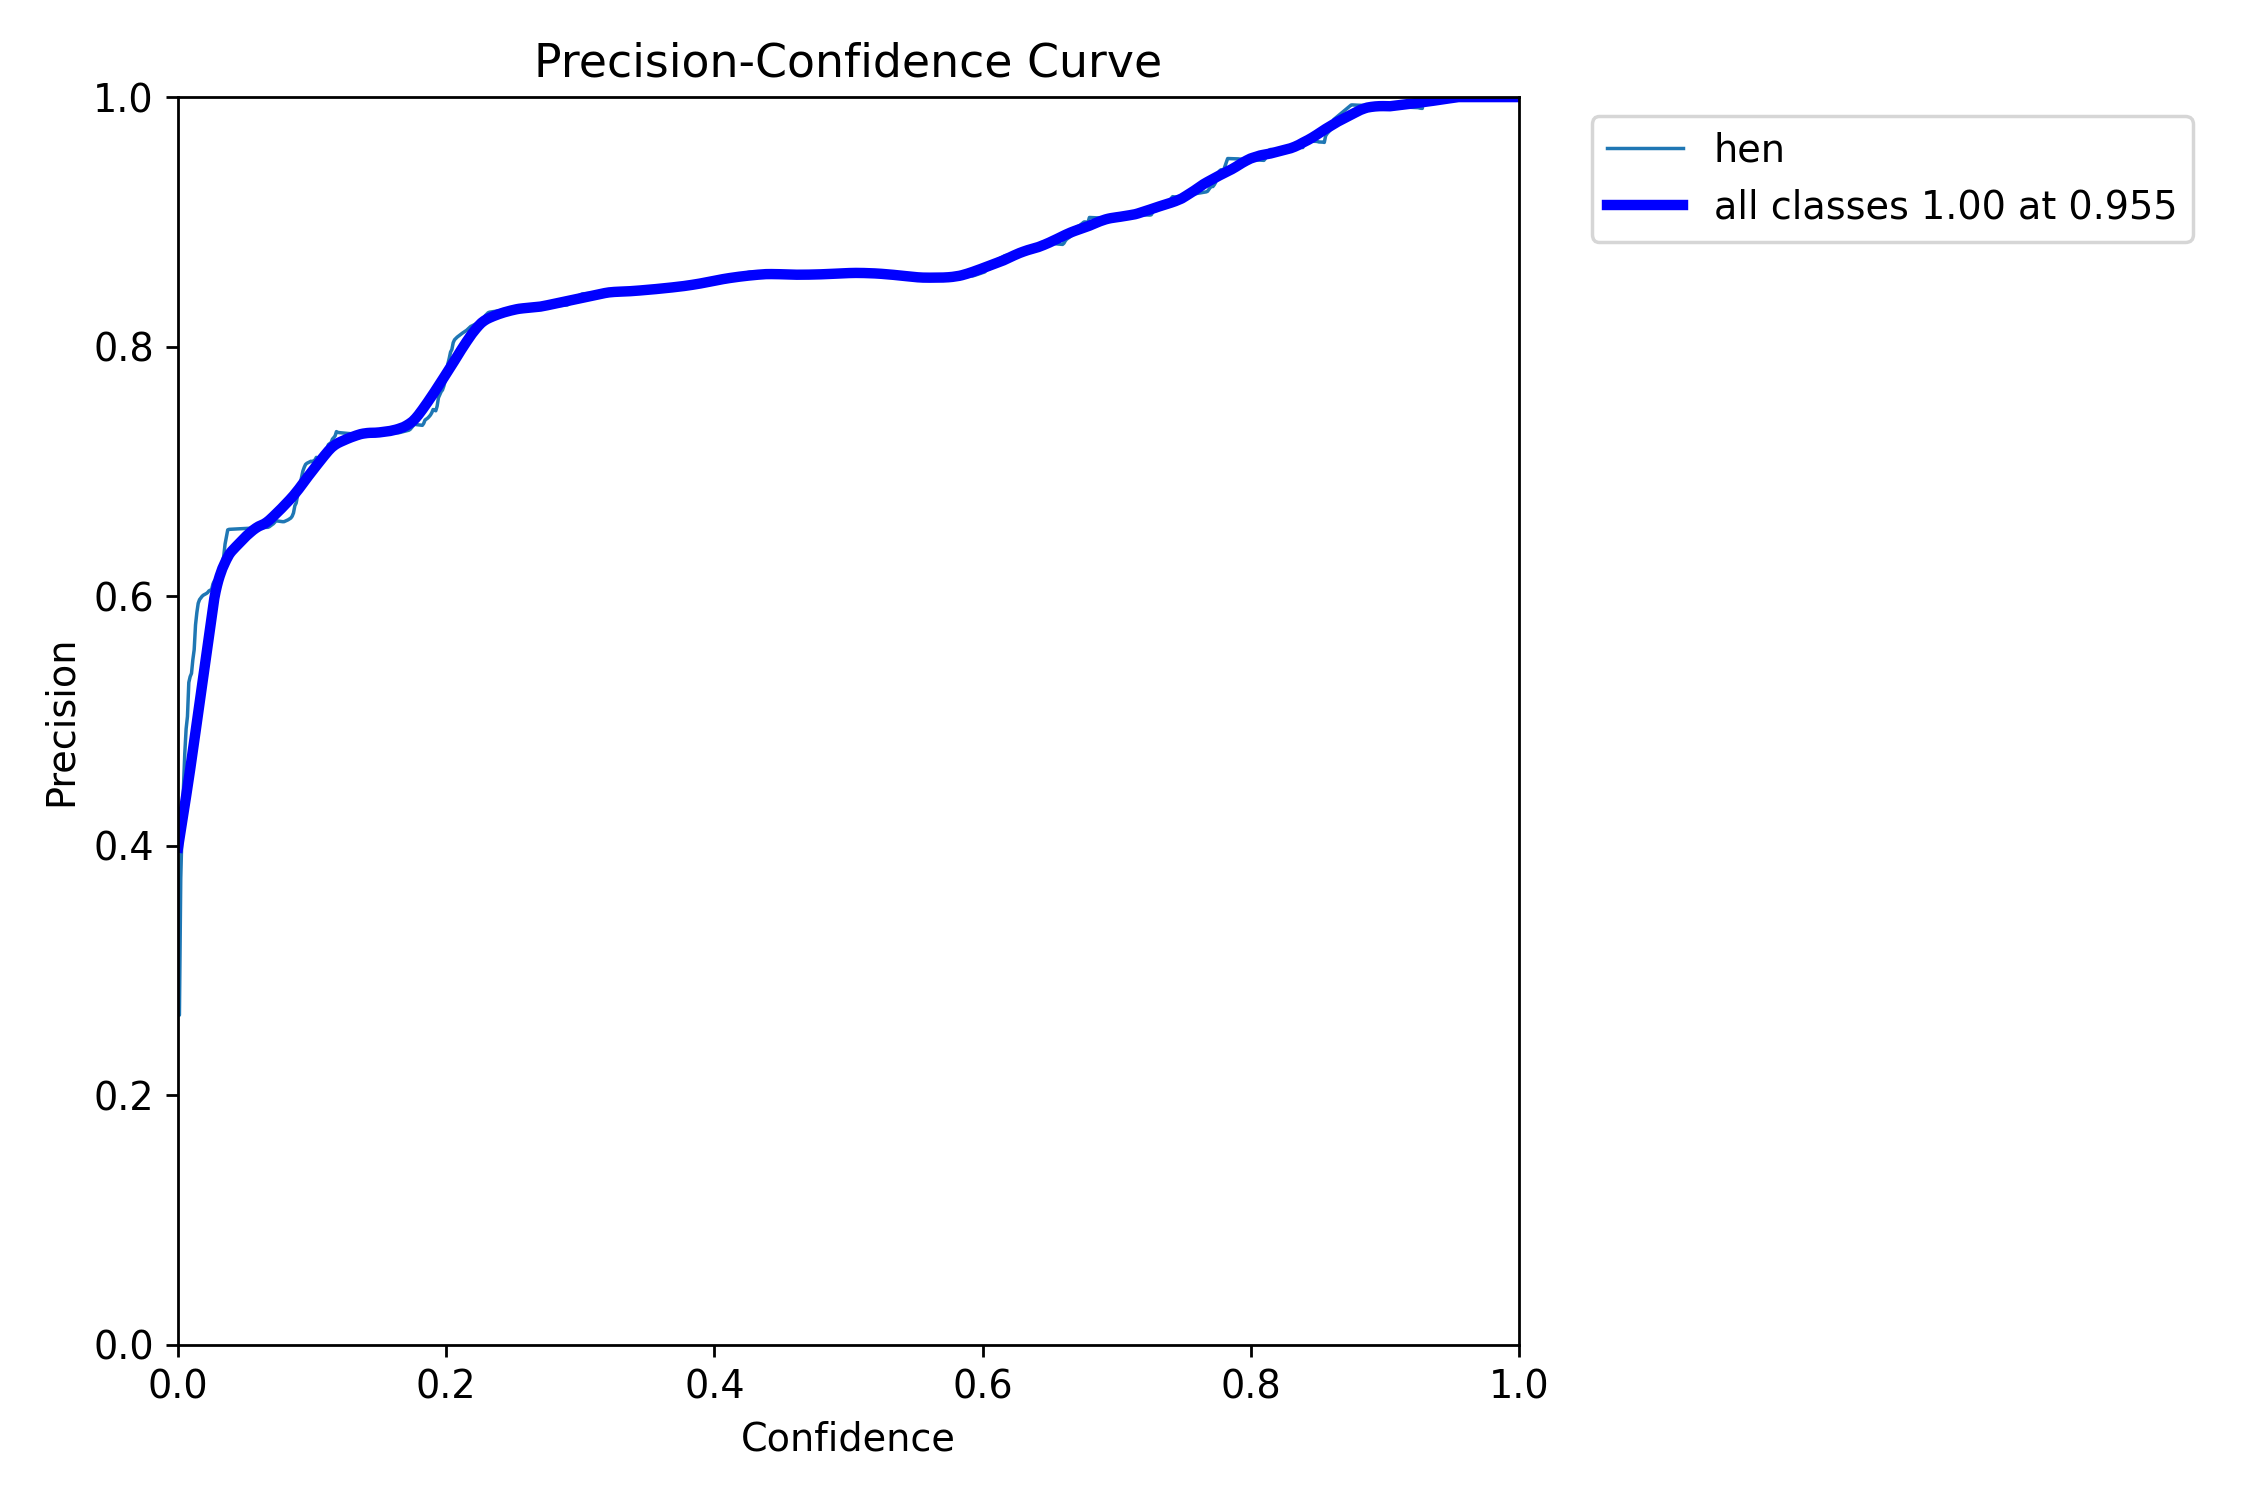 Precision-Confidence Curve
1.0
0.8
0.6
0.4
0.2
0.0
Precision
0.0 0.2 0.4 0.6 0.8 1.0
Confidence
hen
all classes 1.00 at 0.955